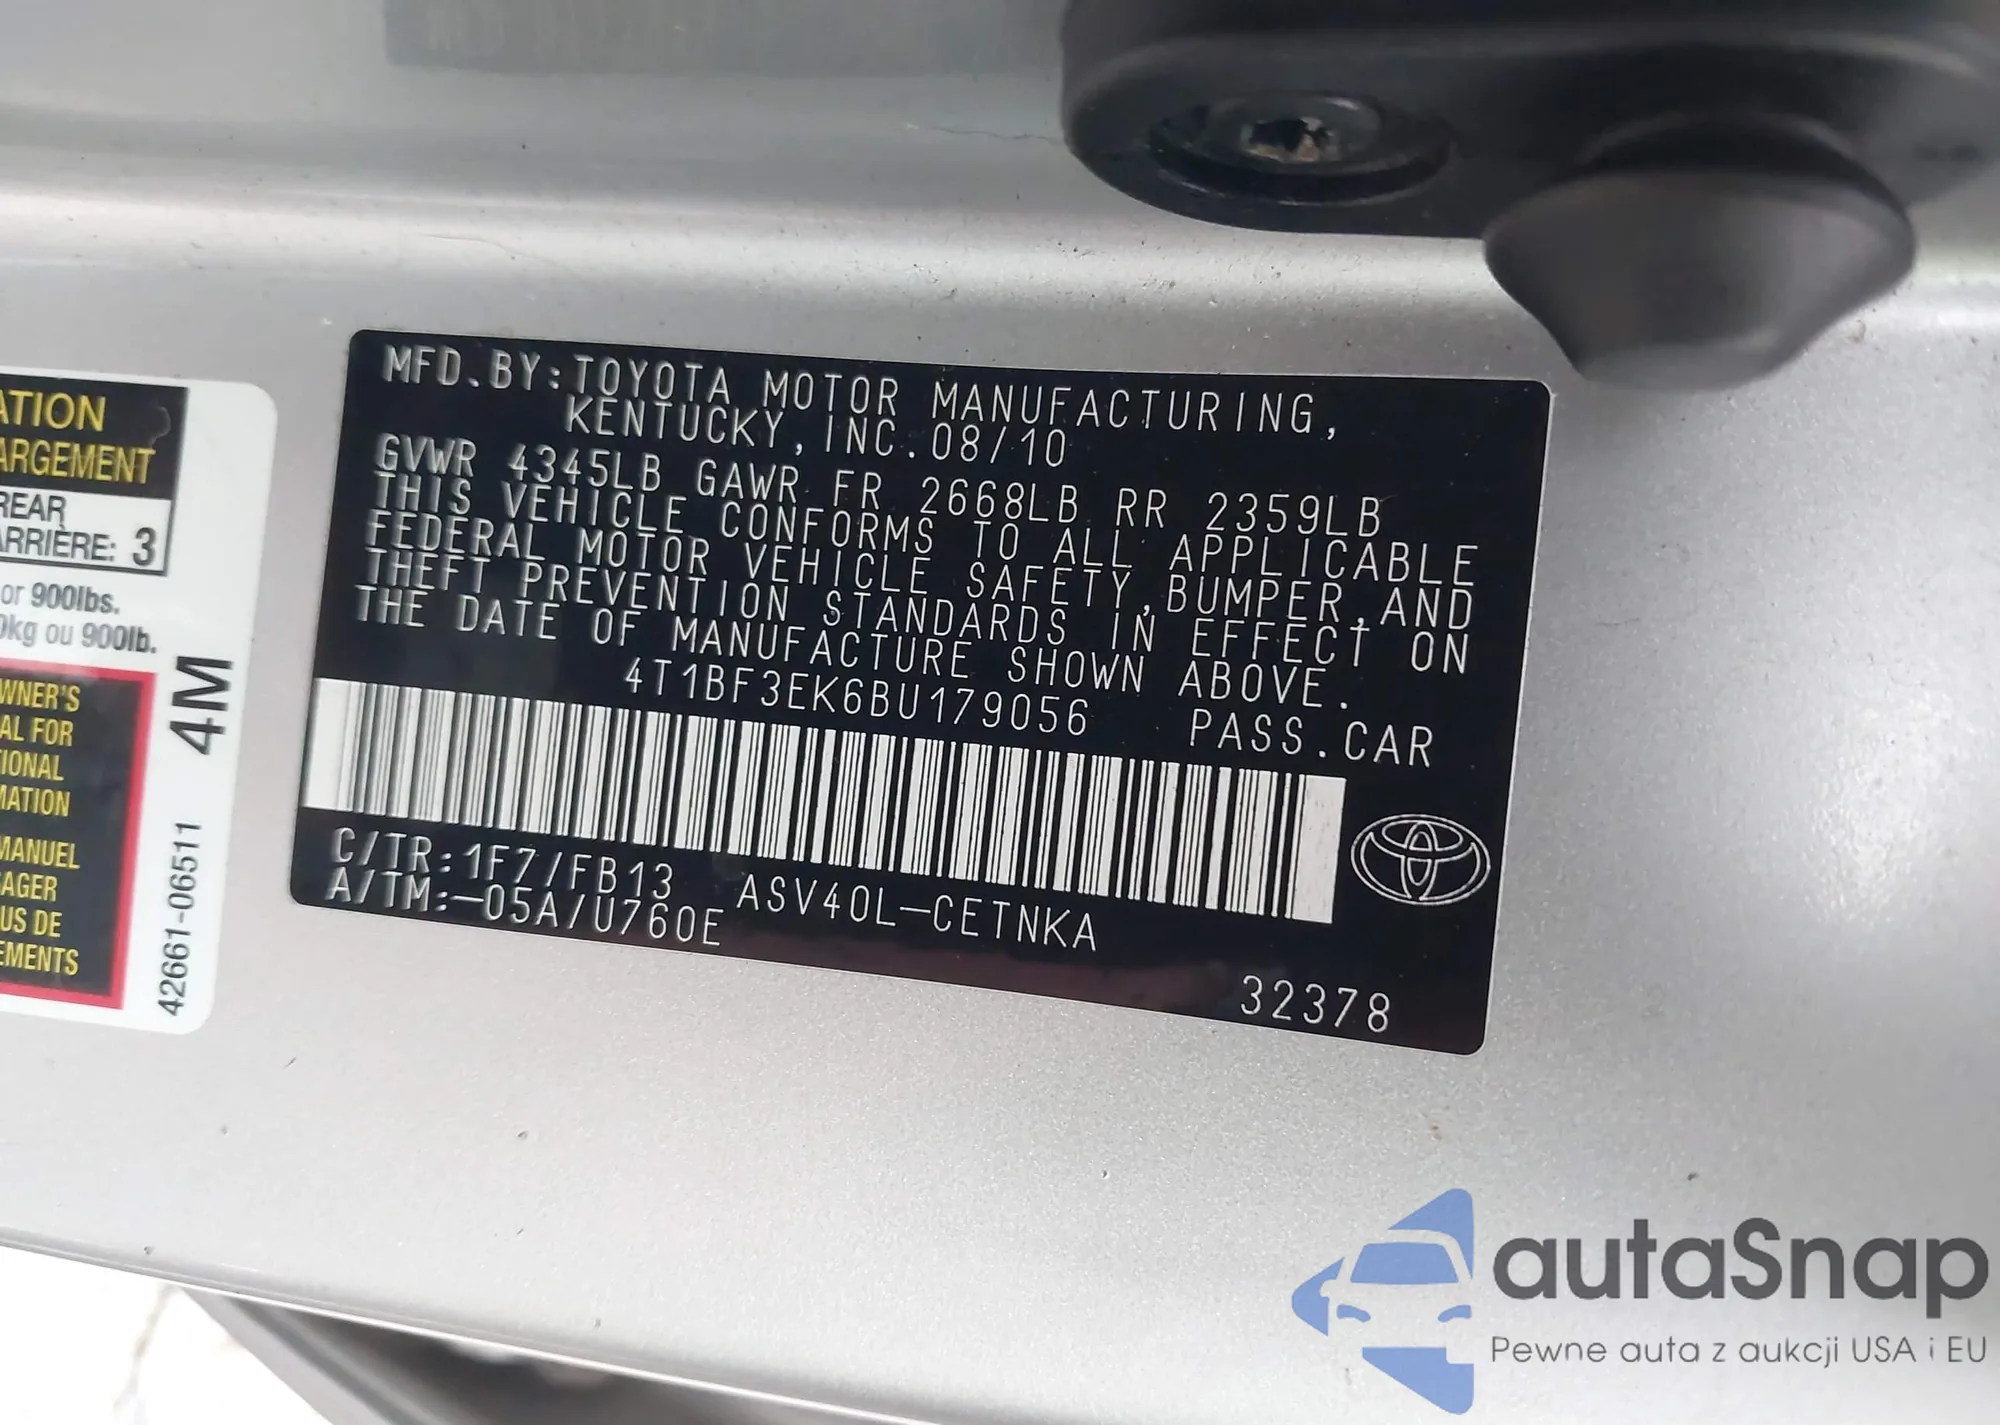 ATION
ARGEMENT
REAR
ARRIÈRE: 3
or 900lbs.
0kg ou 900lb.
WNER'S
AL FOR
IONAL
MATION
MANUEL
AGER
US DE
EMENTS
4M
42661-06511
MFD.BY:TOYOTA MOTOR MANUFACTURING,
KENTUCKY,INC.08/10
GVWR 4345LB GAWR FR 2668LB RR 2359LB
THIS VEHICLE CONFORMS TO ALL APPLICABLE
FEDERAL MOTOR VEHICLE SAFETY,BUMPER,AND
THEFT PREVENTION STANDARDS IN EFFECT ON
THE DATE OF MANUFACTURE SHOWN ABOVE.
4T1BF3EK6BU179056 PASS.CAR
C/TR:1F7/FB13 ASV40L-CETNKA
A/TM:-05A/U760E
32378
autaSnap
Pewne auta z aukcji USA i EU